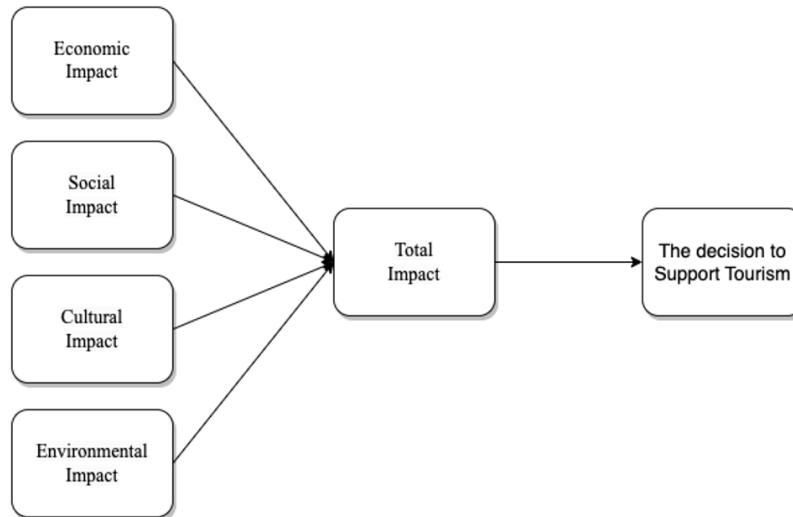 Economic
Impact
Social
Impact
Cultural
Impact
Environmental
Impact
Total
Impact
The decision to
Support Tourism